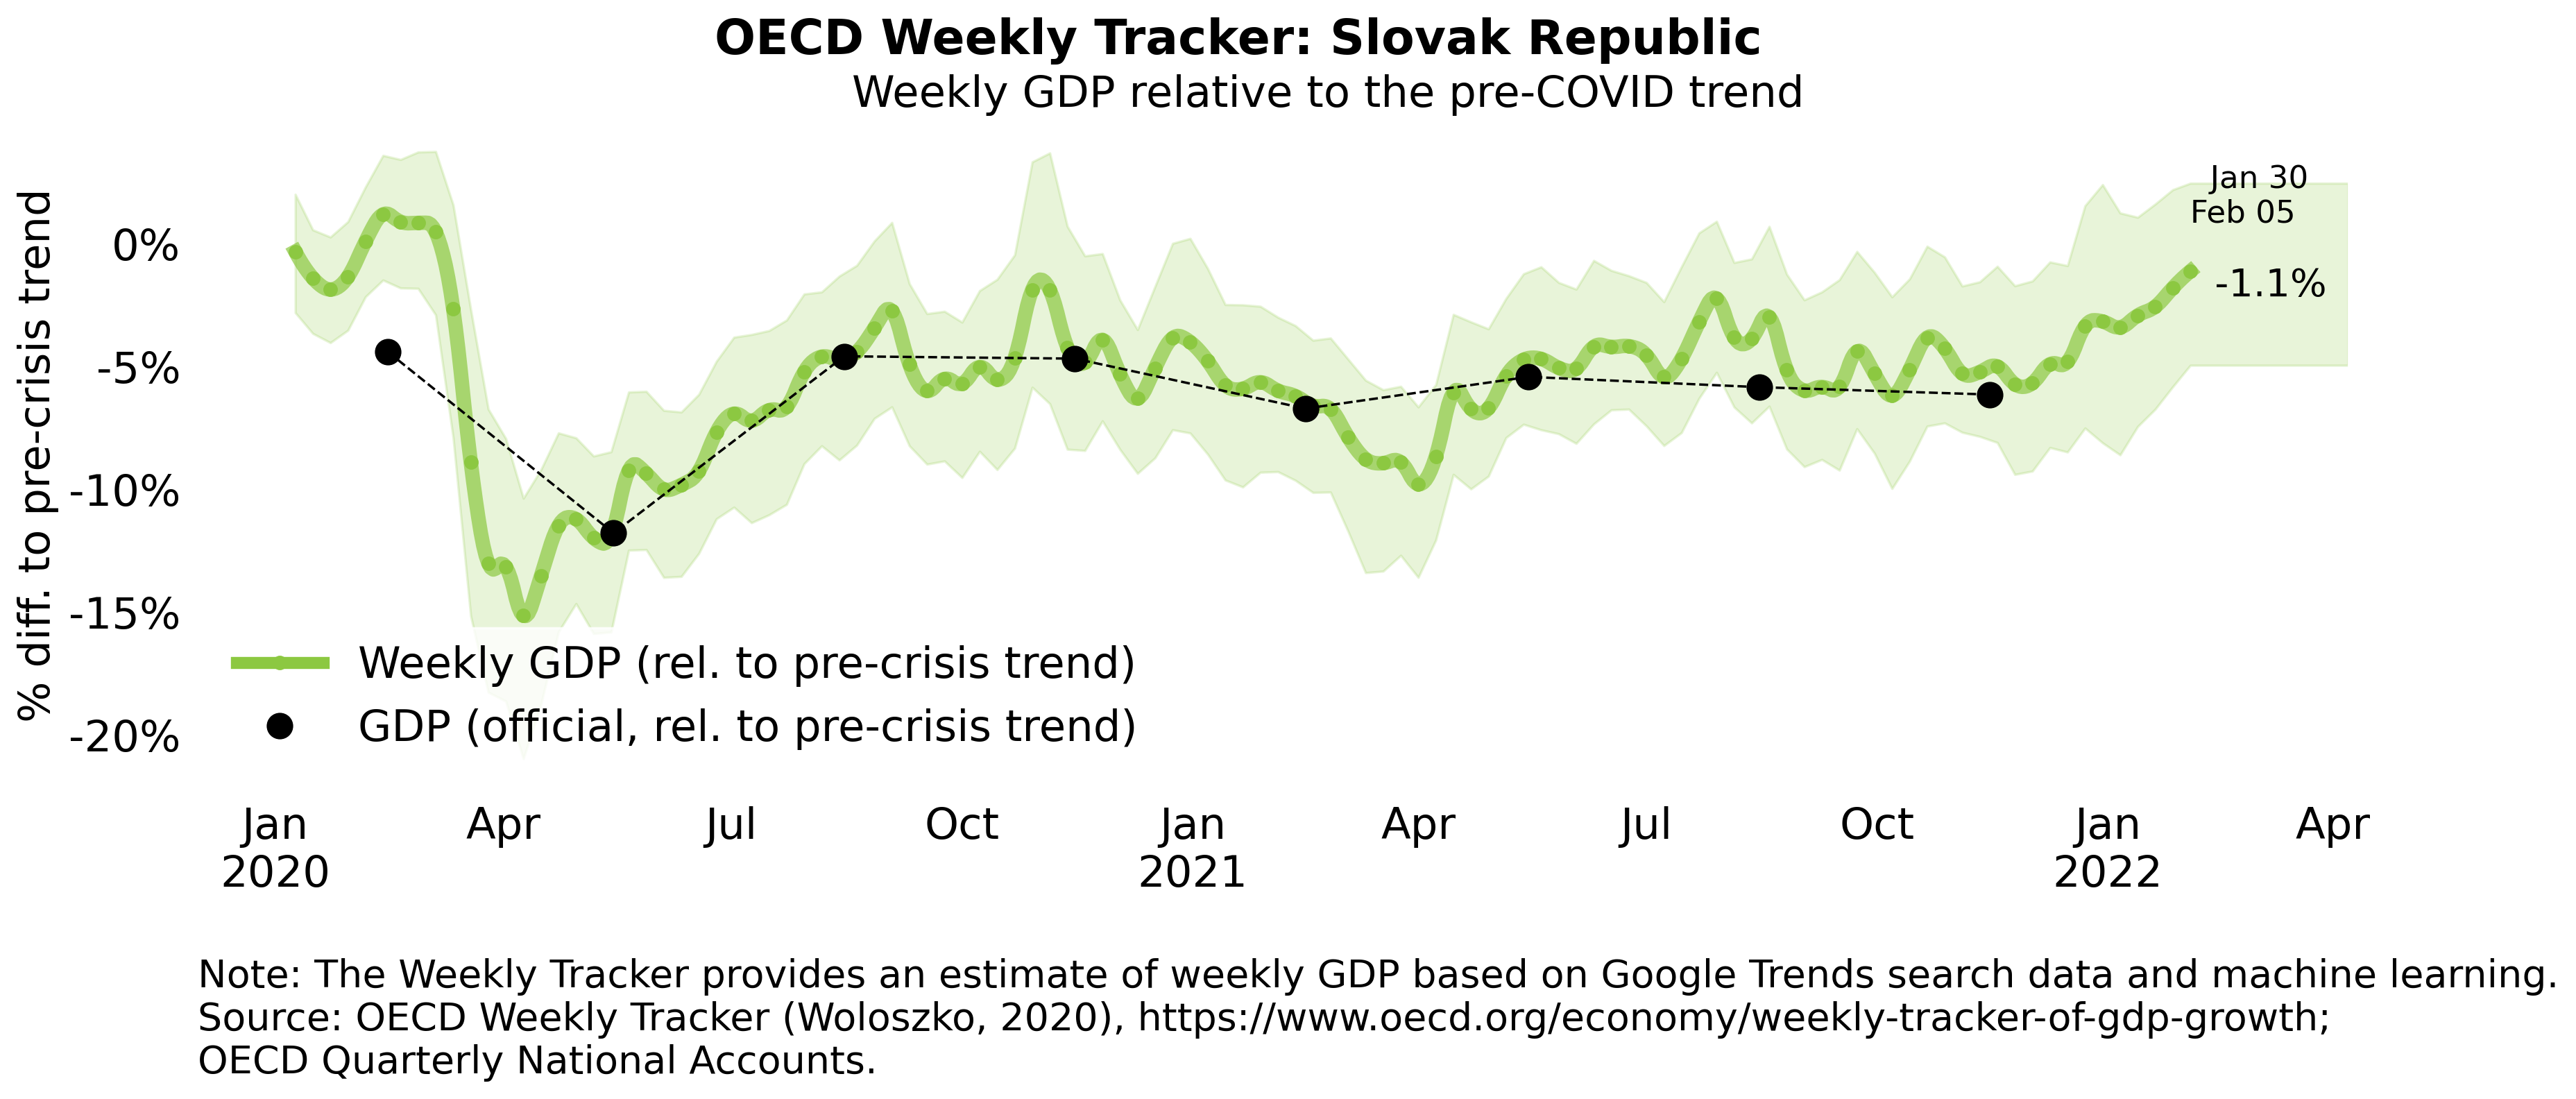 OECD Weekly Tracker: Slovak Republic
Weekly GDP relative to the pre-COVID trend
% diff. to pre-crisis trend
0%
-5%
-10%
-15%
-20%
Jan 30
Feb 05
-1.1%
Weekly GDP (rel. to pre-crisis trend)
GDP (official, rel. to pre-crisis trend)
Jan Apr Jul Oct Jan Apr Jul Oct Jan Apr
2020 2021 2022
Note: The Weekly Tracker provides an estimate of weekly GDP based on Google Trends search data and machine learning.
Source: OECD Weekly Tracker (Woloszko, 2020), https://www.oecd.org/economy/weekly-tracker-of-gdp-growth;
OECD Quarterly National Accounts.